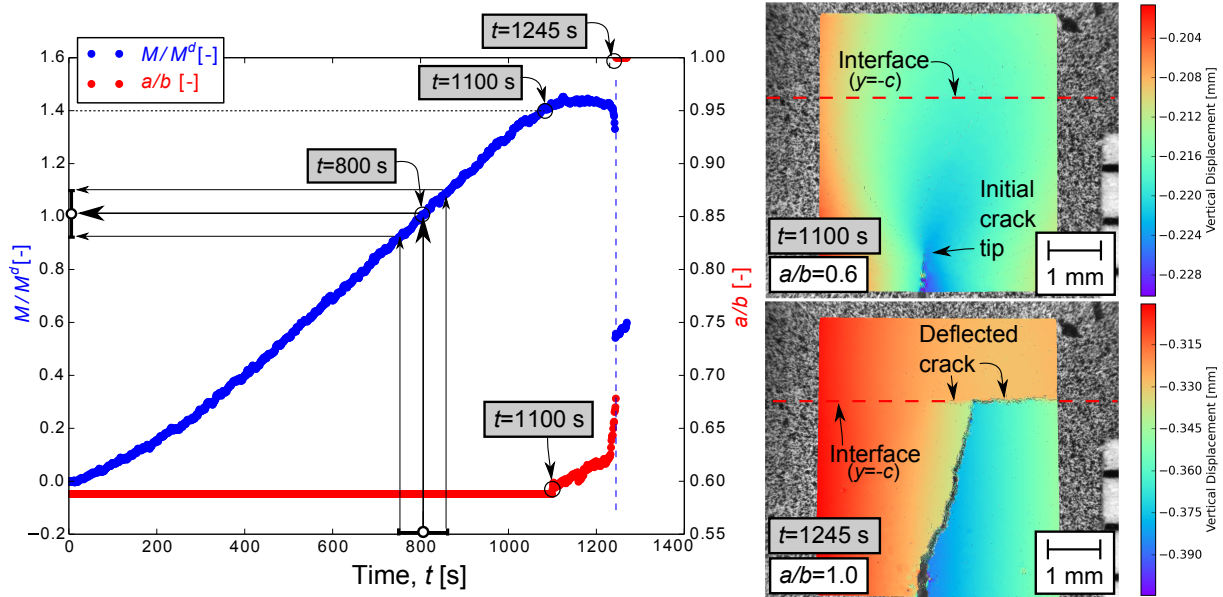 M/Mᵈ[-]
a/b [-]
t=1245 s
t=1100 s
t=800 s
t=1100 s
1.6
1.4
1.2
1.0
0.8
0.6
0.4
0.2
0.0
−0.2
M/Mᵈ[-]
0
200
400
600
800
1000
1200
1400
Time, t [s]
1.00
0.95
0.90
0.85
0.80
0.75
0.70
0.65
0.60
0.55
a/b [-]
Interface
(y=-c)
Initial
crack
tip
t=1100 s
a/b=0.6
1 mm
−0.204
−0.208
−0.212
−0.216
−0.220
−0.224
−0.228
Vertical Displacement [mm]
Deflected
crack
Interface
(y=-c)
t=1245 s
a/b=1.0
1 mm
−0.315
−0.330
−0.345
−0.360
−0.375
−0.390
Vertical Displacement [mm]